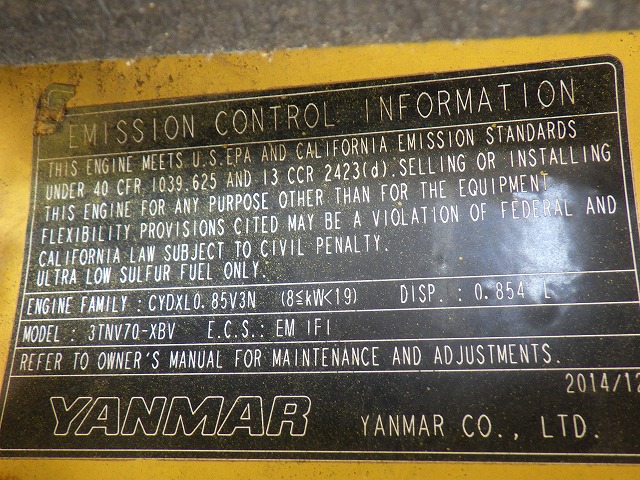 EMISSION CONTROL INFORMATION
THIS ENGINE MEETS U.S. EPA AND CALIFORNIA EMISSION STANDARDS
UNDER 40 CFR 1039.625 AND 13 CCR 2423(d). SELLING OR INSTALLING
THIS ENGINE FOR ANY PURPOSE OTHER THAN FOR THE EQUIPMENT
FLEXIBILITY PROVISIONS CITED MAY BE A VIOLATION OF FEDERAL AND
CALIFORNIA LAW SUBJECT TO CIVIL PENALTY.
ULTRA LOW SULFUR FUEL ONLY.
ENGINE FAMILY : CYDXL0.85V3N (8≦kW<19) DISP. : 0.854 L
MODEL : 3TNV70-XBV E.C.S.: EM IFI
REFER TO OWNER'S MANUAL FOR MAINTENANCE AND ADJUSTMENTS.
2014/12
YANMAR YANMAR CO., LTD.